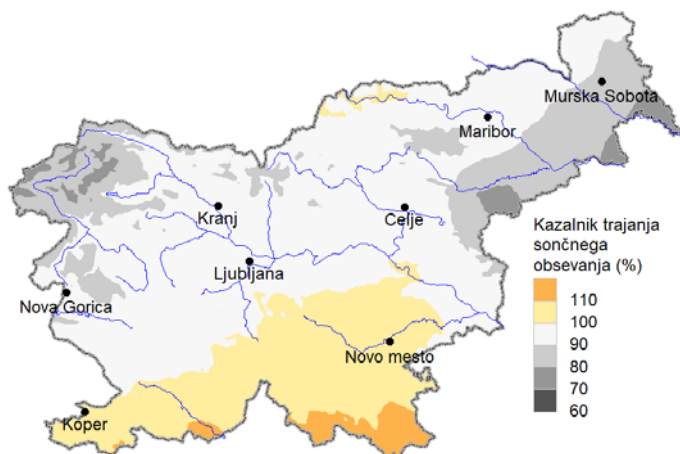 Murska Sobota
Maribor
Kranj
Celje
Ljubljana
Nova Gorica
Novo mesto
Koper
Kazalnik trajanja
sončnega
obsevanja (%)
110
100
90
80
70
60